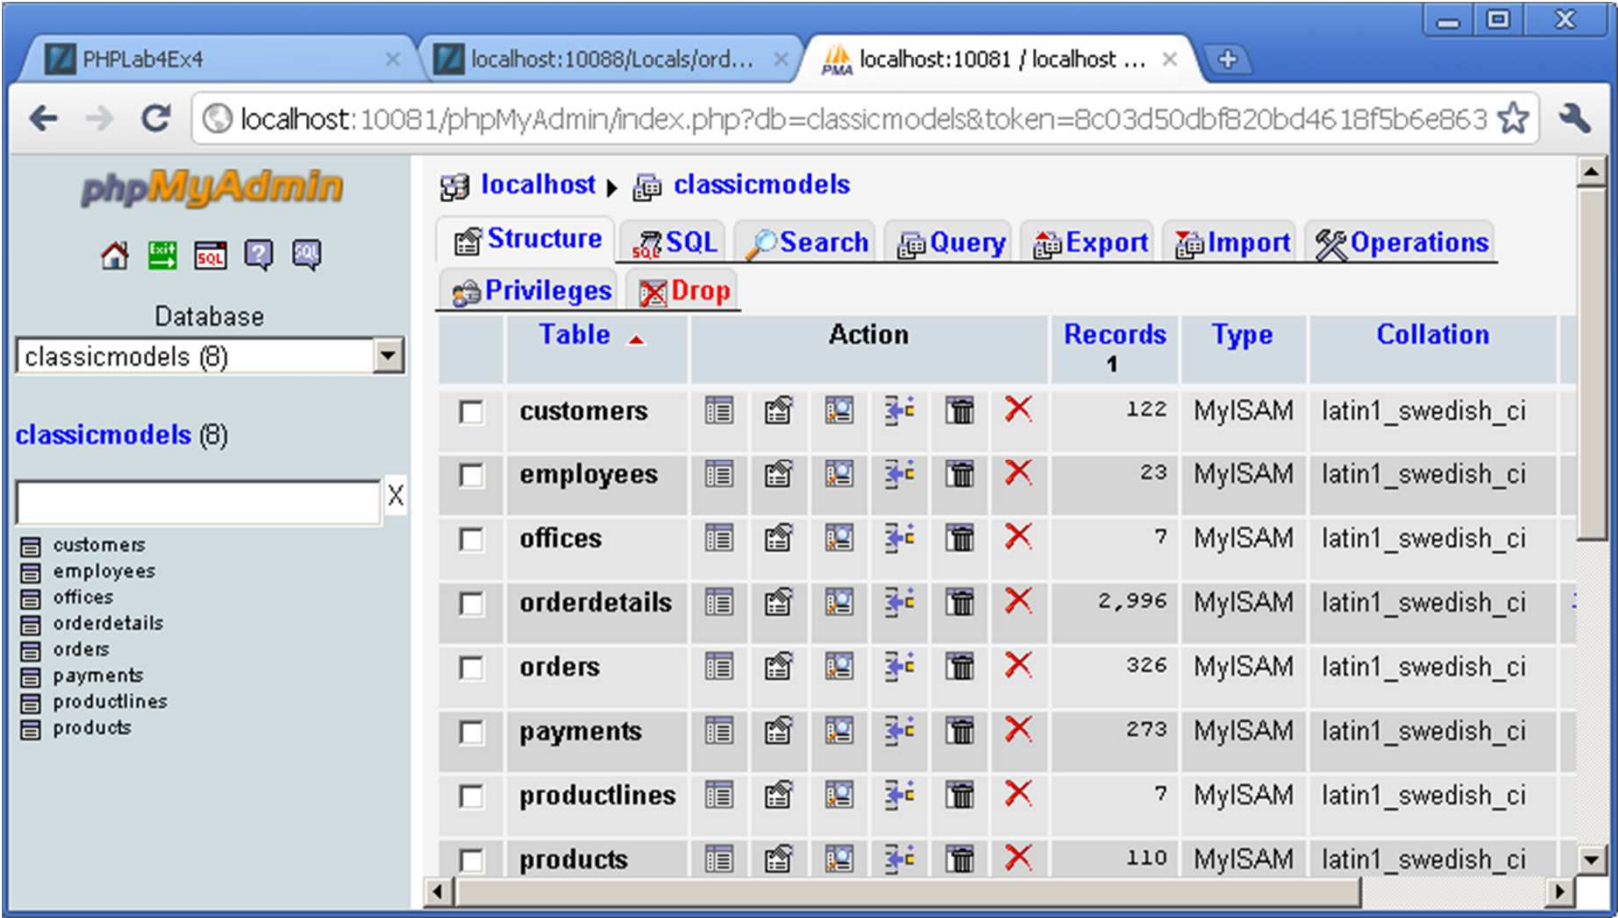 PHPLab4Ex4
localhost:10088/Locals/ord...
PMA localhost:10081 / localhost ...
localhost:10081/phpMyAdmin/index.php?db=classicmodels&token=8c03d50dbf820bd4618f5b6e863
phpMyAdmin
Exit SQL ? SQL
Database
classicmodels (8)
classicmodels (8)
X
customers
employees
offices
orderdetails
orders
payments
productlines
products
localhost classicmodels
Structure SQL Search Query Export Import Operations
Privileges Drop
Table Action Records 1 Type Collation
customers 122 MyISAM latin1_swedish_ci
employees 23 MyISAM latin1_swedish_ci
offices 7 MyISAM latin1_swedish_ci
orderdetails 2,996 MyISAM latin1_swedish_ci
orders 326 MyISAM latin1_swedish_ci
payments 273 MyISAM latin1_swedish_ci
productlines 7 MyISAM latin1_swedish_ci
products 110 MyISAM latin1_swedish_ci